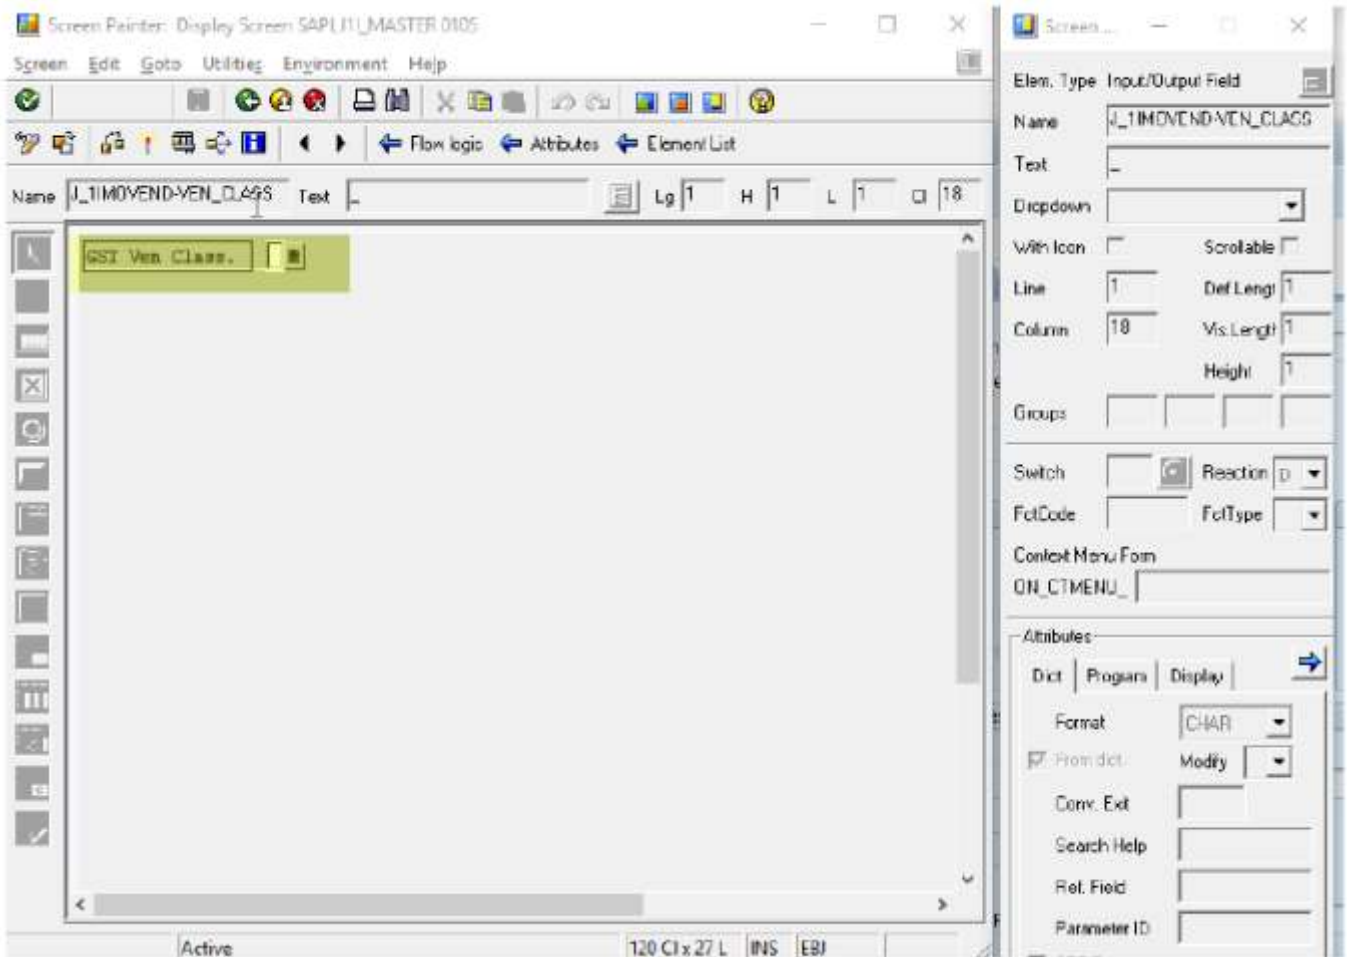 Screen Painter: Display Screen SAPLJ1I_MASTER 0105
Screen Edit Goto Utilities Environment Help
Flow logic Attributes Element List
Name J_1IMOVEND-VEN_CLASS Text _ Lg 1 H 1 L 1 Cl 18
GST Ven Class.
Active 120 Cl x 27 L INS
Screen ...
Elem. Type Input/Output Field
Name J_1IMOVEND-VEN_CLASS
Text _
Dropdown
With Icon Scrollable
Line 1 Def.Lengt 1
Column 18 Vis.Lengt 1
Height 1
Groups
Switch Reaction D
FctCode FctType
Context Menu Form
ON_CTMENU_
Attributes
Dict Program Display
Format CHAR
From dict. Modify
Conv. Exit
Search Help
Ref. Field
Parameter ID